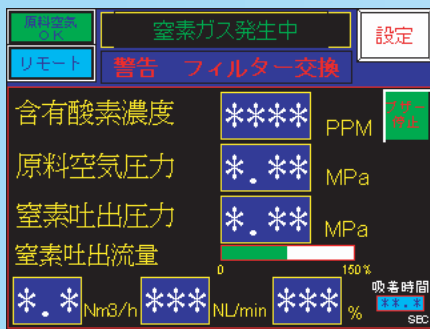 原料空気
OK
窒素ガス発生中
設定
リモート
警告 フィルター交換
含有酸素濃度 **** PPM
ブザー
停止
原料空気圧力 *.** MPa
窒素吐出圧力 *.** MPa
窒素吐出流量
0 150%
吸着時間
*.* Nm3/h *** NL/min *** %
**.*
SEC